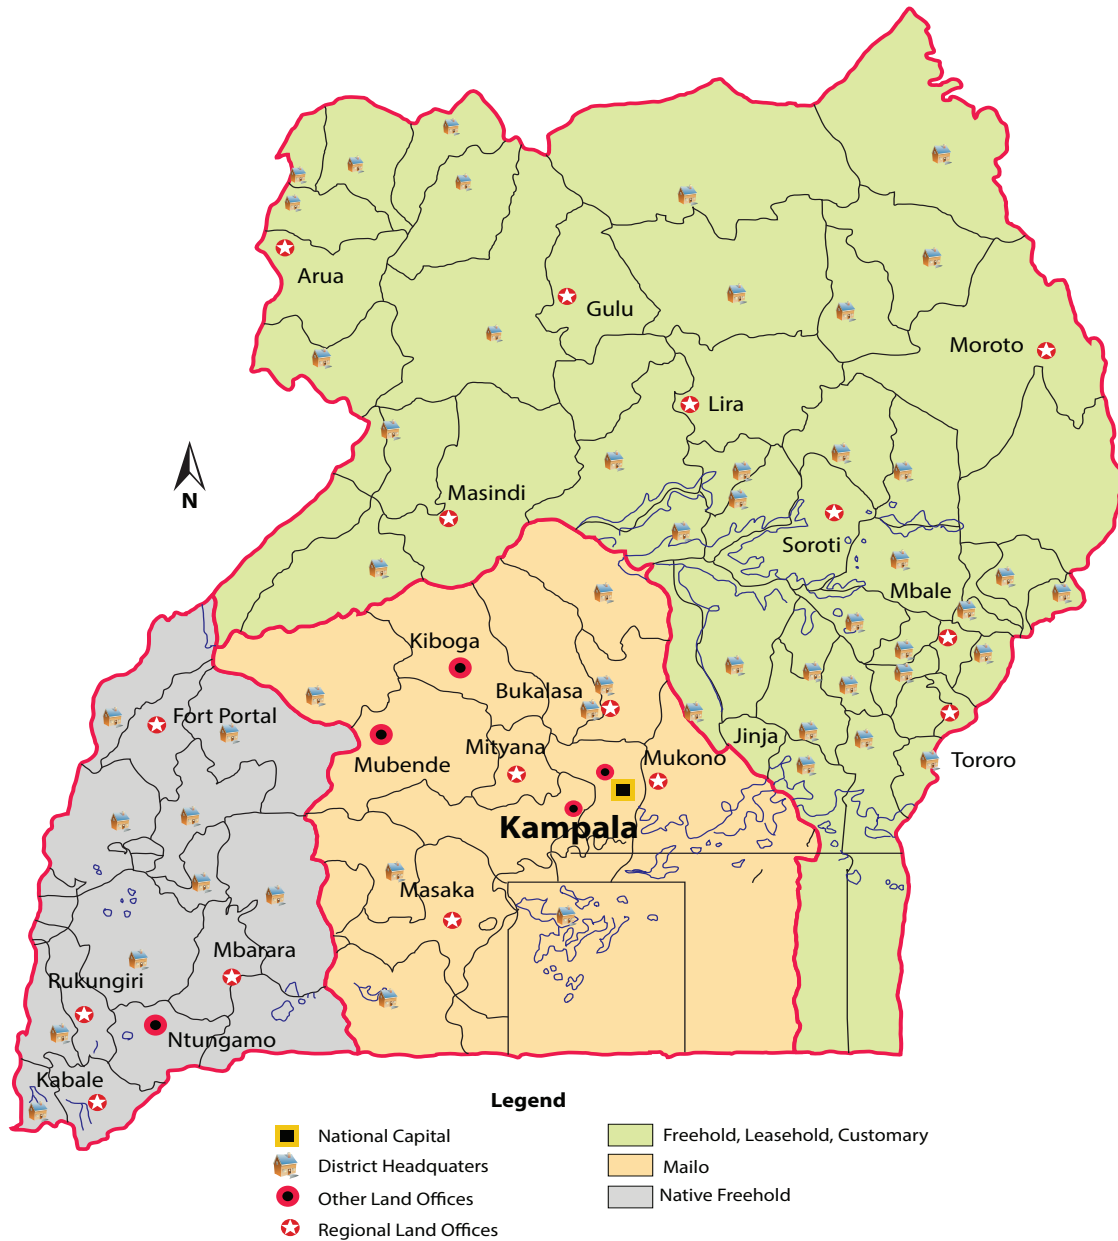 Arua
Gulu
Moroto
Lira
N
Masindi
Soroti
Mbale
Kiboga
Bukalasa
Fort Portal
Jinja
Mityana
Mukono
Mubende
Tororo
Kampala
Masaka
Mbarara
Rukungiri
Ntungamo
Kabale
Legend
National Capital
District Headquaters
Other Land Offices
Regional Land Offices
Freehold, Leasehold, Customary
Mailo
Native Freehold